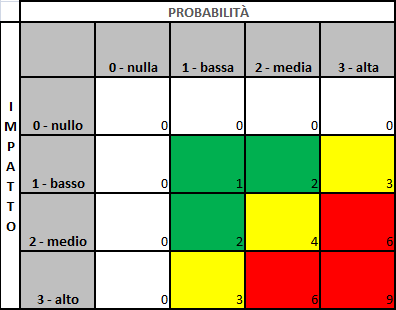 PROBABILITÀ
0 - nulla 1 - bassa 2 - media 3 - alta
IMPATTO
0 - nullo 0 0 0 0
1 - basso 0 1 2 3
2 - medio 0 2 4 6
3 - alto 0 3 6 9